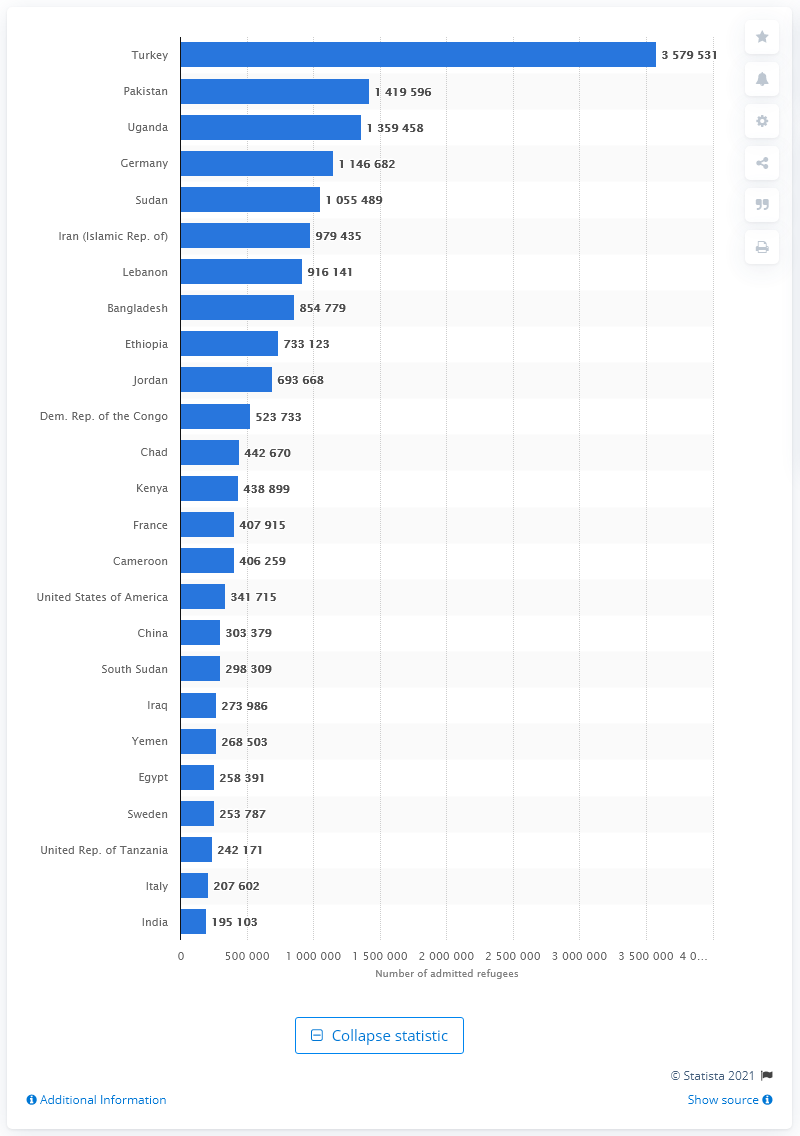 Turkey 3 579 531
Pakistan 1 419 596
Uganda 1 359 458
Germany 1 146 682
Sudan 1 055 489
Iran (Islamic Rep. of) 979 435
Lebanon 916 141
Bangladesh 854 779
Ethiopia 733 123
Jordan 693 668
Dem. Rep. of the Congo 523 733
Chad 442 670
Kenya 438 899
France 407 915
Cameroon 406 259
United States of America 341 715
China 303 379
South Sudan 298 309
Iraq 273 986
Yemen 268 503
Egypt 258 391
Sweden 253 787
United Rep. of Tanzania 242 171
Italy 207 602
India 195 103
0 500 000 1 000 000 1 500 000 2 000 000 2 500 000 3 000 000 3 500 000 4 0…
Number of admitted refugees
Collapse statistic
© Statista 2021
Additional Information Show source